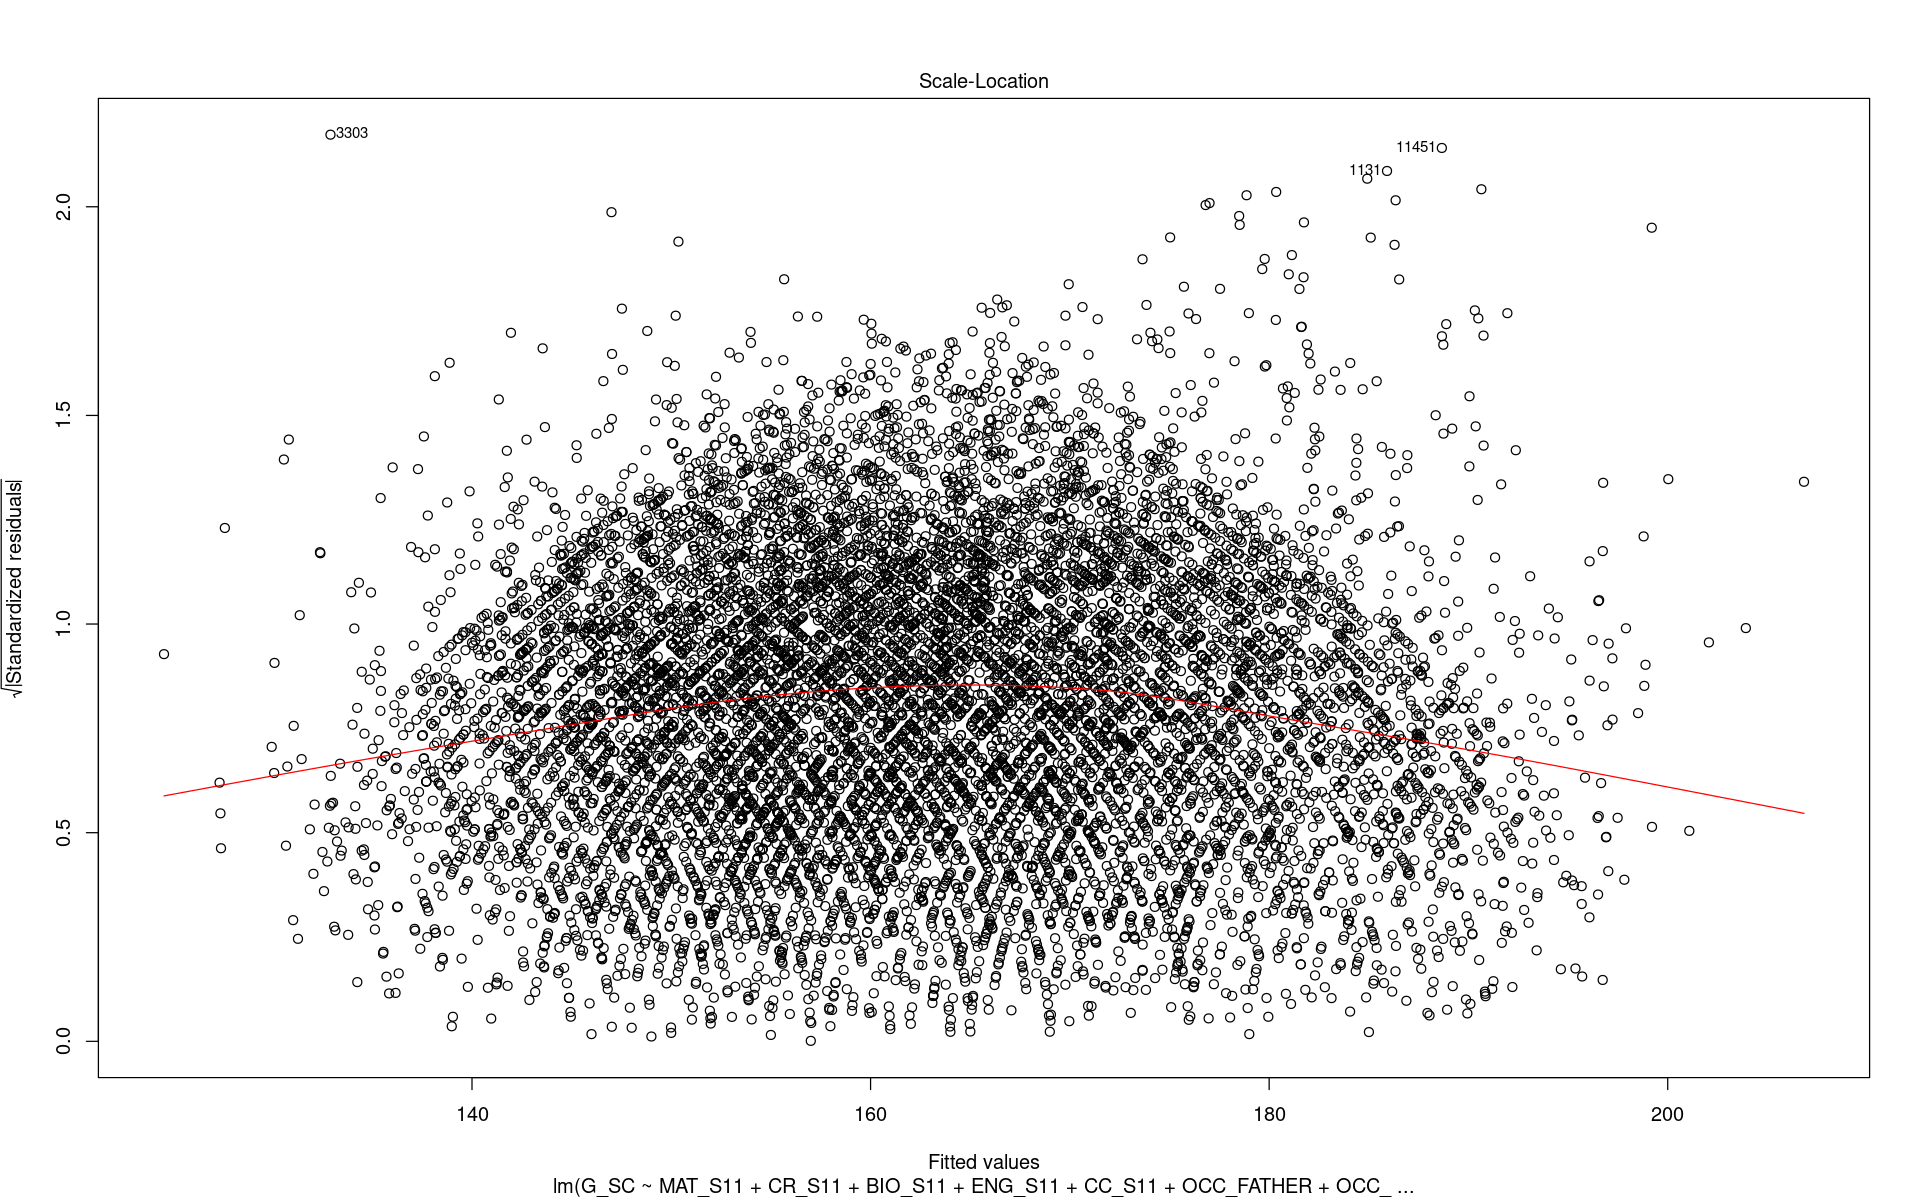 Scale-Location
√|Standardized residuals|
2.0
1.5
1.0
0.5
0.0
3303
11451
1131
140 160 180 200
Fitted values
lm(G_SC ~ MAT_S11 + CR_S11 + BIO_S11 + ENG_S11 + CC_S11 + OCC_FATHER + OCC_ ...